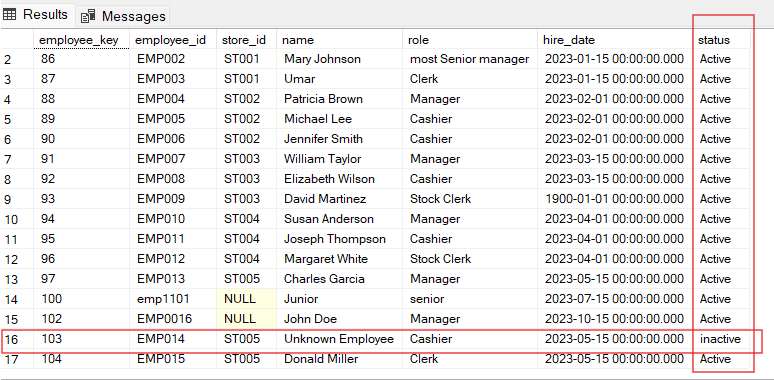 Results Messages
employee_key employee_id store_id name role hire_date status
2 86 EMP002 ST001 Mary Johnson most Senior manager 2023-01-15 00:00:00.000 Active
3 87 EMP003 ST001 Umar Clerk 2023-01-15 00:00:00.000 Active
4 88 EMP004 ST002 Patricia Brown Manager 2023-02-01 00:00:00.000 Active
5 89 EMP005 ST002 Michael Lee Cashier 2023-02-01 00:00:00.000 Active
6 90 EMP006 ST002 Jennifer Smith Cashier 2023-02-01 00:00:00.000 Active
7 91 EMP007 ST003 William Taylor Manager 2023-03-15 00:00:00.000 Active
8 92 EMP008 ST003 Elizabeth Wilson Cashier 2023-03-15 00:00:00.000 Active
9 93 EMP009 ST003 David Martinez Stock Clerk 1900-01-01 00:00:00.000 Active
10 94 EMP010 ST004 Susan Anderson Manager 2023-04-01 00:00:00.000 Active
11 95 EMP011 ST004 Joseph Thompson Cashier 2023-04-01 00:00:00.000 Active
12 96 EMP012 ST004 Margaret White Stock Clerk 2023-04-01 00:00:00.000 Active
13 97 EMP013 ST005 Charles Garcia Manager 2023-05-15 00:00:00.000 Active
14 100 emp1101 NULL Junior senior 2023-07-15 00:00:00.000 Active
15 102 EMP0016 NULL John Doe Manager 2023-10-15 00:00:00.000 Active
16 103 EMP014 ST005 Unknown Employee Cashier 2023-05-15 00:00:00.000 inactive
17 104 EMP015 ST005 Donald Miller Clerk 2023-05-15 00:00:00.000 Active